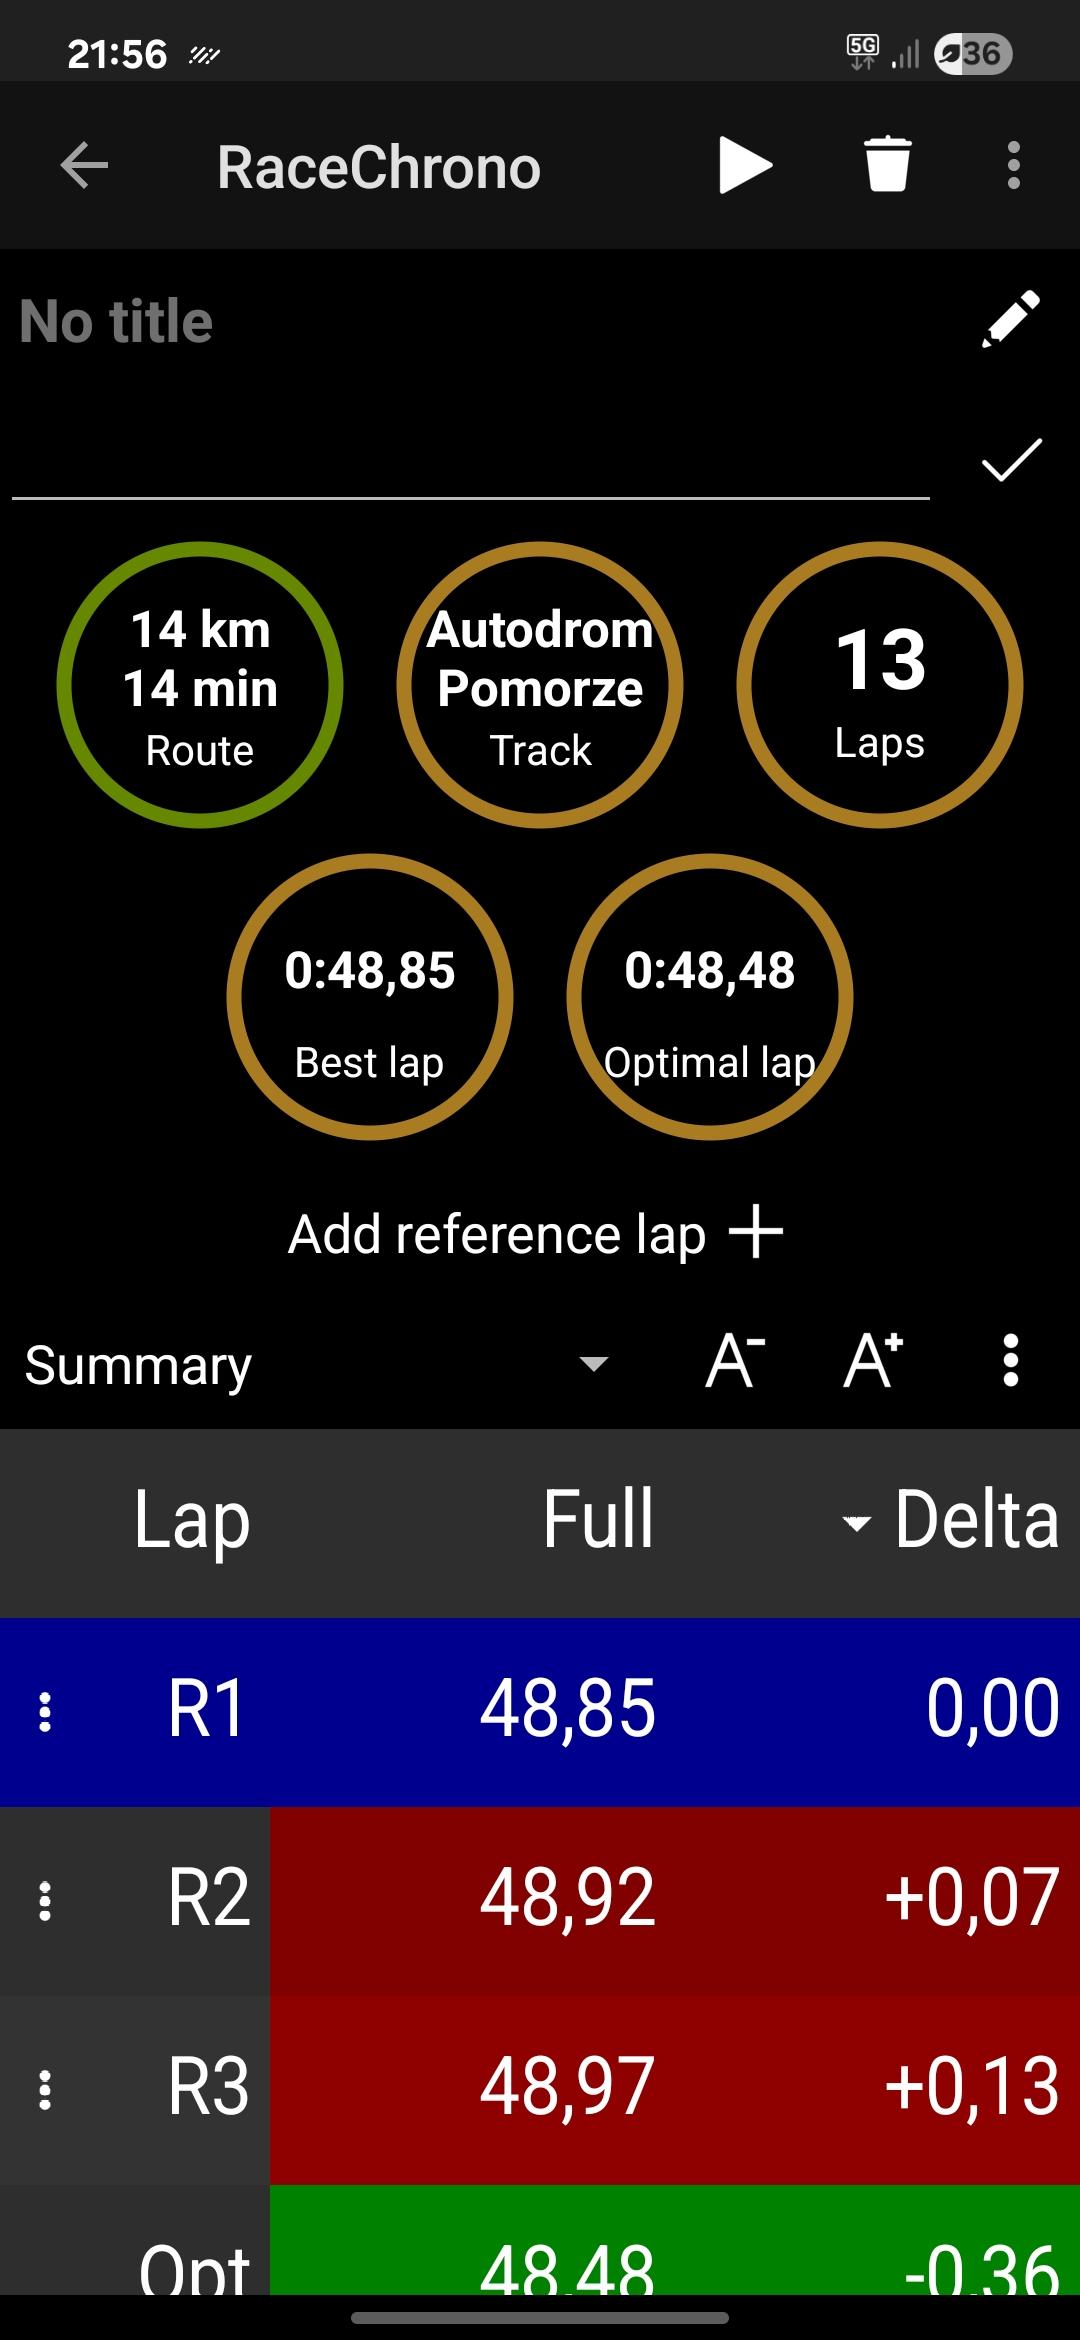 21:56
5G
36
RaceChrono
No title
14 km
14 min
Route
Autodrom
Pomorze
Track
13
Laps
0:48,85
Best lap
0:48,48
Optimal lap
Add reference lap
Summary
A-
A+
Lap Full Delta
R1 48,85 0,00
R2 48,92 +0,07
R3 48,97 +0,13
Opt 48,48 -0,36